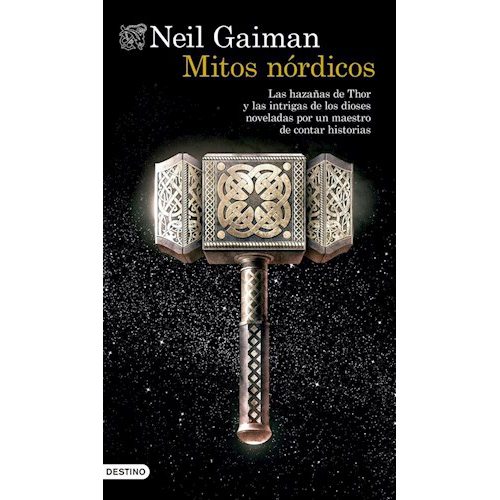 Neil Gaiman
Mitos nórdicos
Las hazañas de Thor
y las intrigas de los dioses
noveladas por un maestro
de contar historias
DESTINO